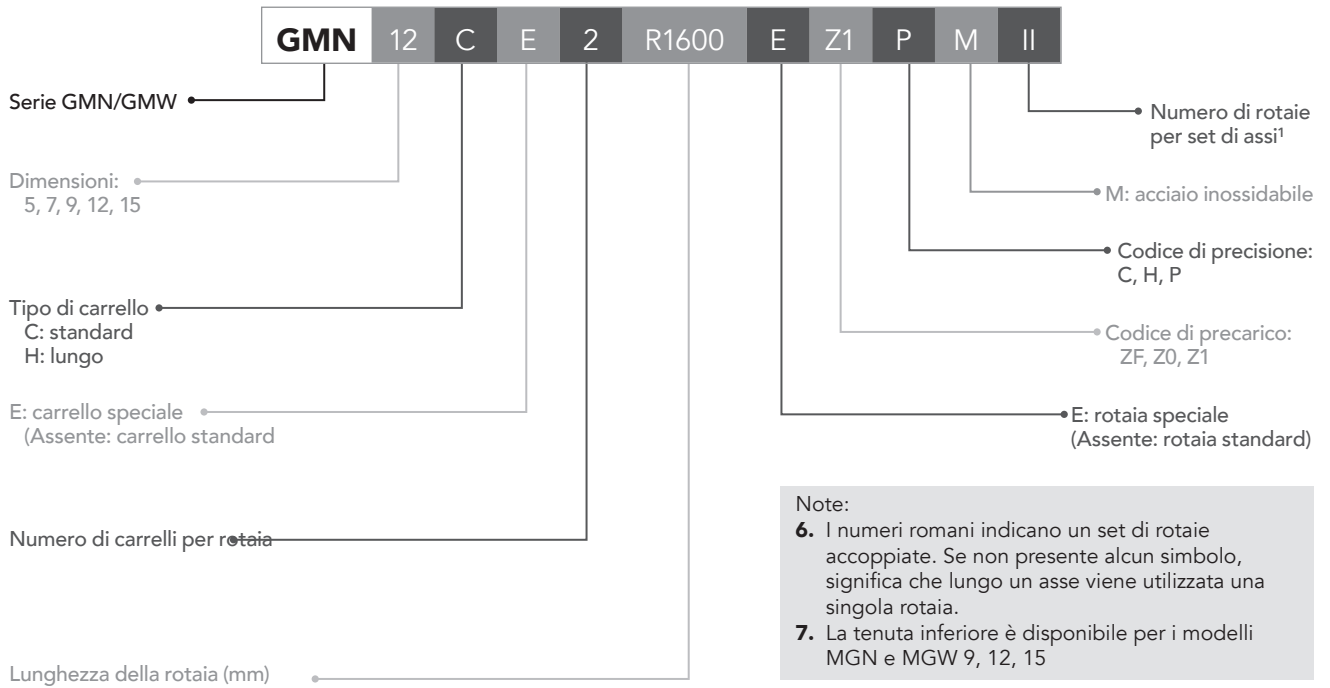 GMN 12 C E 2 R1600 E Z1 P M II
Serie GMN/GMW
Dimensioni:
5, 7, 9, 12, 15
Tipo di carrello
C: standard
H: lungo
E: carrello speciale
(Assente: carrello standard
Numero di carrelli per rotaia
Lunghezza della rotaia (mm)
Numero di rotaie
per set di assi¹
M: acciaio inossidabile
Codice di precisione:
C, H, P
Codice di precarico:
ZF, Z0, Z1
E: rotaia speciale
(Assente: rotaia standard)
Note:
6. I numeri romani indicano un set di rotaie
accoppiate. Se non presente alcun simbolo,
significa che lungo un asse viene utilizzata una
singola rotaia.
7. La tenuta inferiore è disponibile per i modelli
MGN e MGW 9, 12, 15